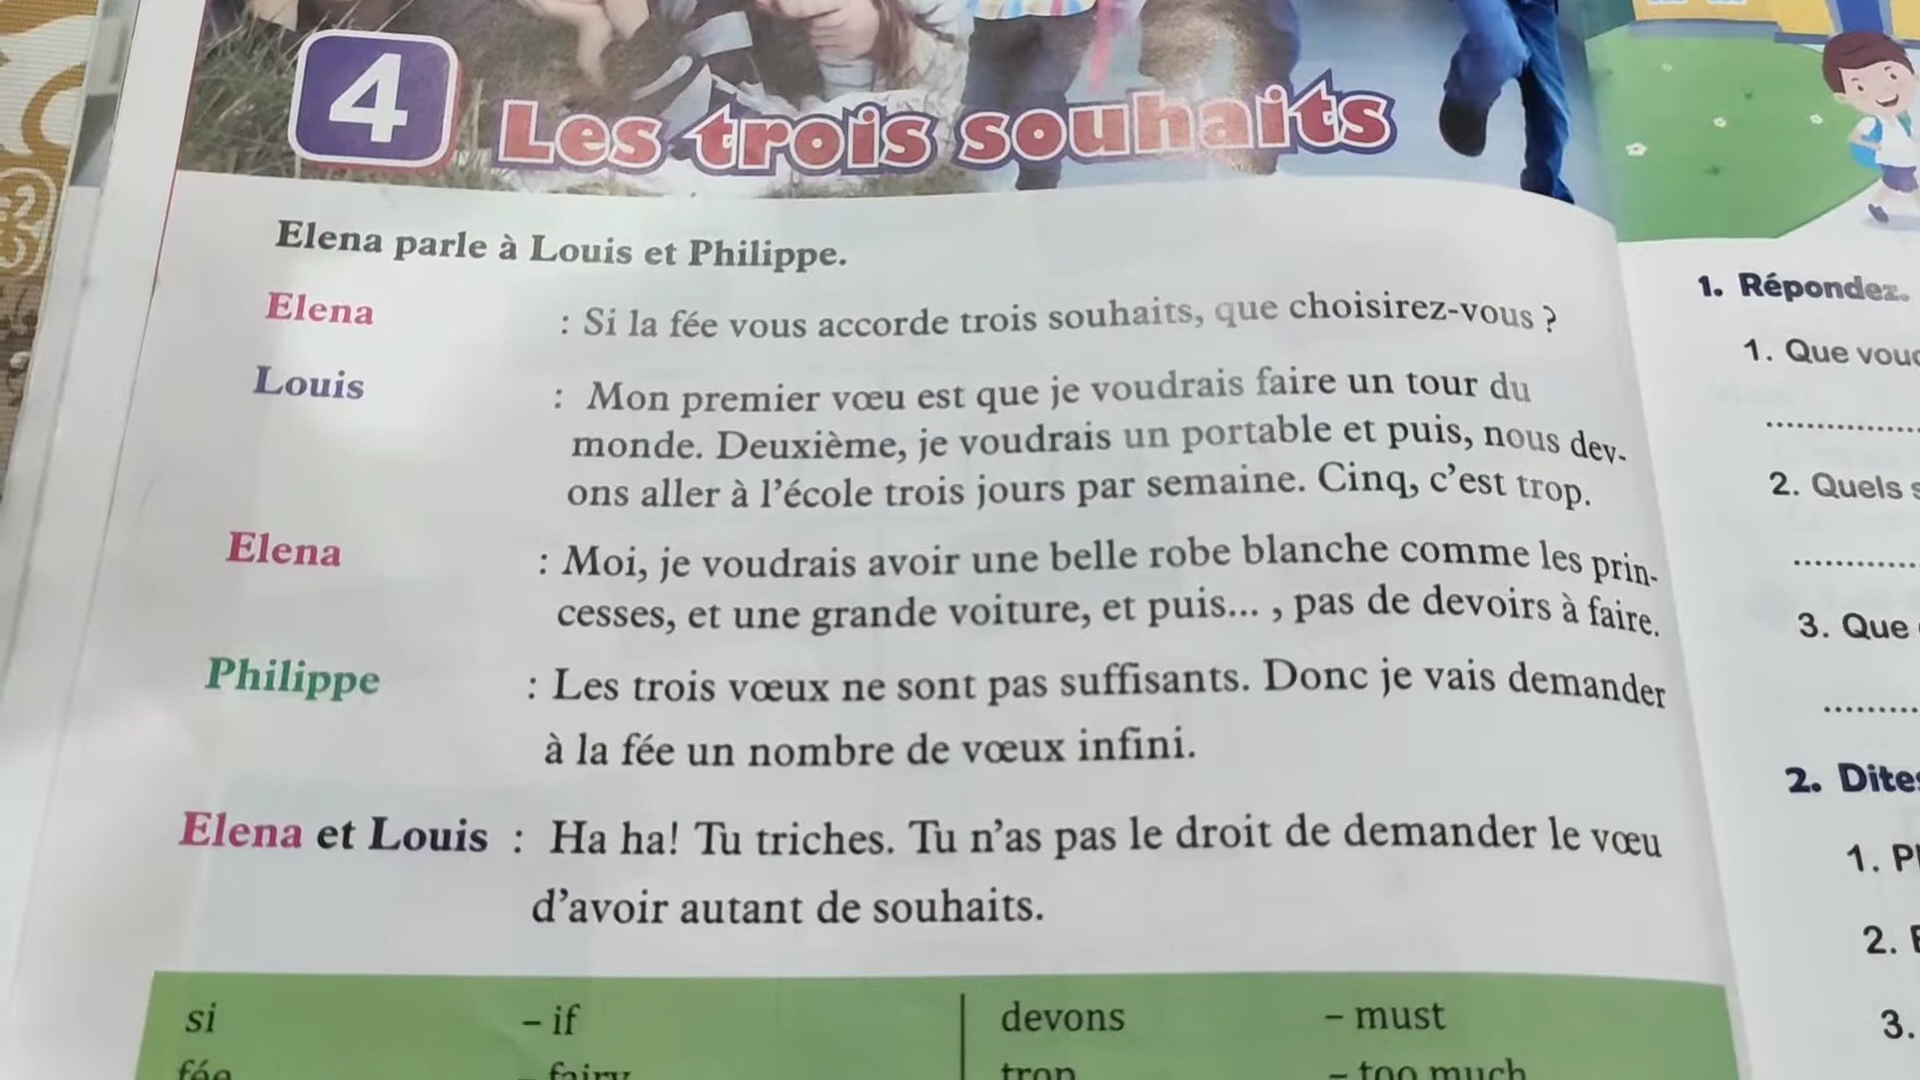 4 Les trois souhaits
Elena parle à Louis et Philippe.
Elena : Si la fée vous accorde trois souhaits, que choisirez-vous ?
Louis : Mon premier vœu est que je voudrais faire un tour du
monde. Deuxième, je voudrais un portable et puis, nous dev-
ons aller à l'école trois jours par semaine. Cinq, c'est trop.
Elena : Moi, je voudrais avoir une belle robe blanche comme les prin-
cesses, et une grande voiture, et puis... , pas de devoirs à faire.
Philippe : Les trois vœux ne sont pas suffisants. Donc je vais demander
à la fée un nombre de vœux infini.
Elena et Louis : Ha ha! Tu triches. Tu n'as pas le droit de demander le vœu
d'avoir autant de souhaits.
si – if devons – must
fée – fairy trop – too much
1. Répondez.
1. Que
2. Quels
3. Que
2.
1.
2.
3.